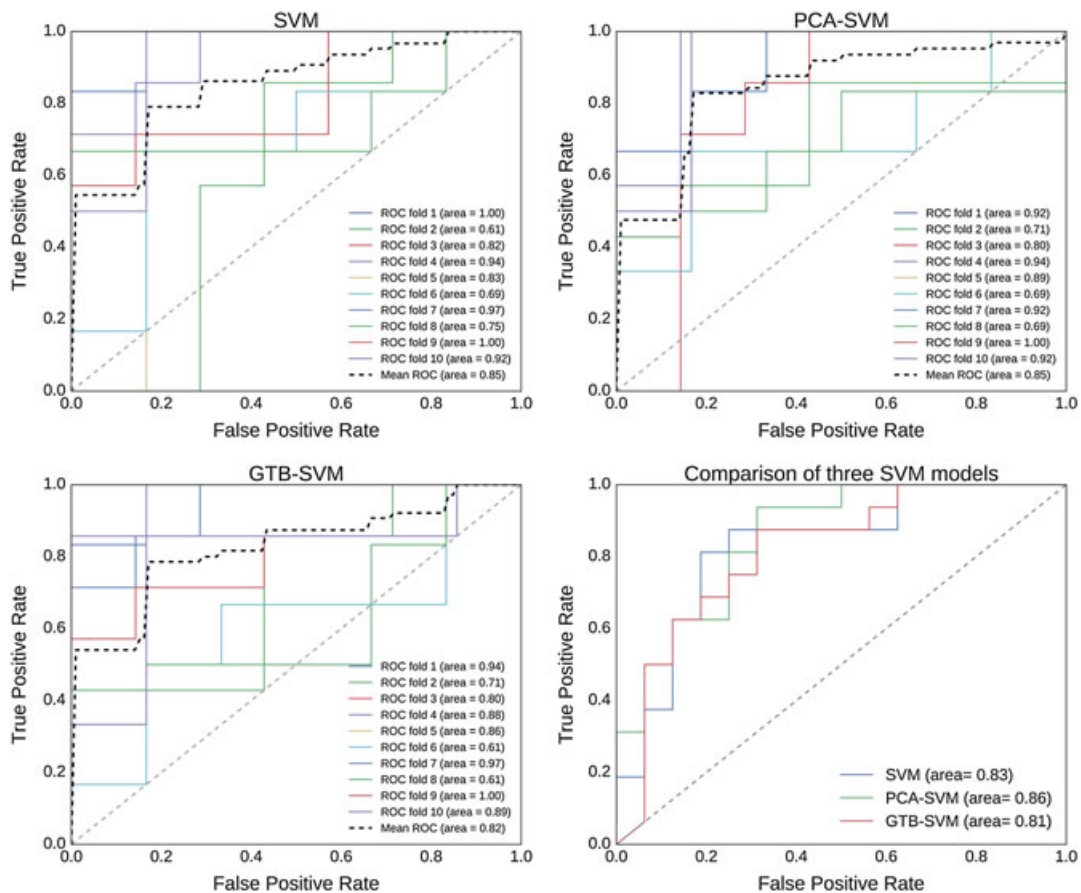 SVM
True Positive Rate
1.0
0.8
0.6
0.4
0.2
0.0
ROC fold 1 (area = 1.00)
ROC fold 2 (area = 0.61)
ROC fold 3 (area = 0.82)
ROC fold 4 (area = 0.94)
ROC fold 5 (area = 0.83)
ROC fold 6 (area = 0.69)
ROC fold 7 (area = 0.97)
ROC fold 8 (area = 0.75)
ROC fold 9 (area = 1.00)
ROC fold 10 (area = 0.92)
Mean ROC (area = 0.85)
0.0 0.2 0.4 0.6 0.8 1.0
False Positive Rate
PCA-SVM
True Positive Rate
1.0
0.8
0.6
0.4
0.2
0.0
ROC fold 1 (area = 0.92)
ROC fold 2 (area = 0.71)
ROC fold 3 (area = 0.80)
ROC fold 4 (area = 0.94)
ROC fold 5 (area = 0.89)
ROC fold 6 (area = 0.69)
ROC fold 7 (area = 0.92)
ROC fold 8 (area = 0.69)
ROC fold 9 (area = 1.00)
ROC fold 10 (area = 0.92)
Mean ROC (area = 0.85)
0.0 0.2 0.4 0.6 0.8 1.0
False Positive Rate
GTB-SVM
True Positive Rate
1.0
0.8
0.6
0.4
0.2
0.0
ROC fold 1 (area = 0.94)
ROC fold 2 (area = 0.71)
ROC fold 3 (area = 0.80)
ROC fold 4 (area = 0.88)
ROC fold 5 (area = 0.86)
ROC fold 6 (area = 0.61)
ROC fold 7 (area = 0.97)
ROC fold 8 (area = 0.61)
ROC fold 9 (area = 1.00)
ROC fold 10 (area = 0.89)
Mean ROC (area = 0.82)
0.0 0.2 0.4 0.6 0.8 1.0
False Positive Rate
Comparison of three SVM models
True Positive Rate
1.0
0.8
0.6
0.4
0.2
0.0
SVM (area= 0.83)
PCA-SVM (area= 0.86)
GTB-SVM (area= 0.81)
0.0 0.2 0.4 0.6 0.8 1.0
False Positive Rate